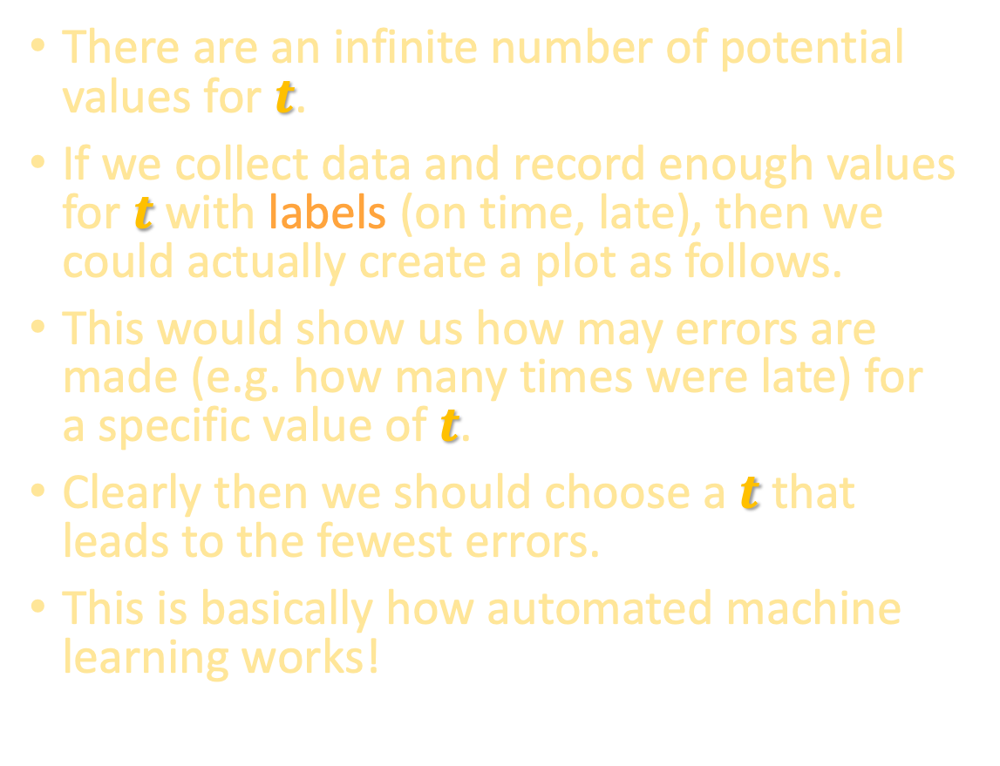 • There are an infinite number of potential
values for t.
• If we collect data and record enough values
for t with labels (on time, late), then we
could actually create a plot as follows.
• This would show us how may errors are
made (e.g. how many times were late) for
a specific value of t.
• Clearly then we should choose a t that
leads to the fewest errors.
• This is basically how automated machine
learning works!